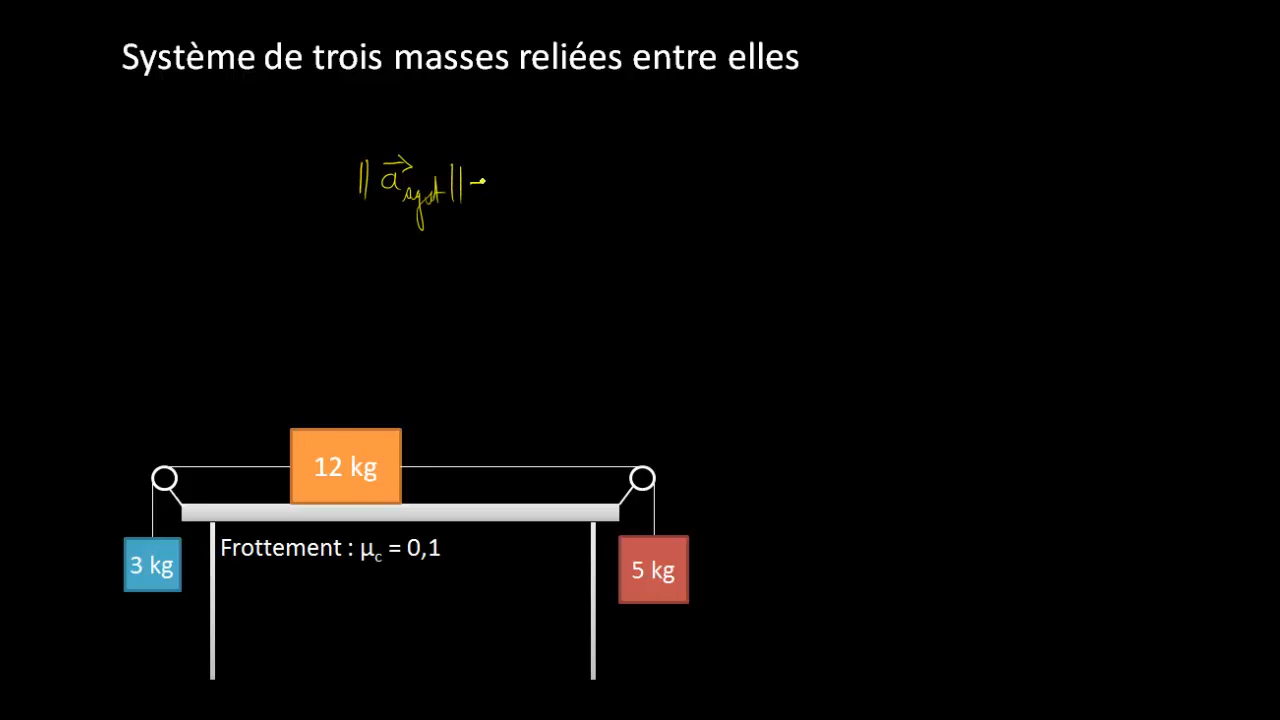 Système de trois masses reliées entre elles
|| a⃗ syst || -
12 kg
3 kg
Frottement : μc = 0,1
5 kg